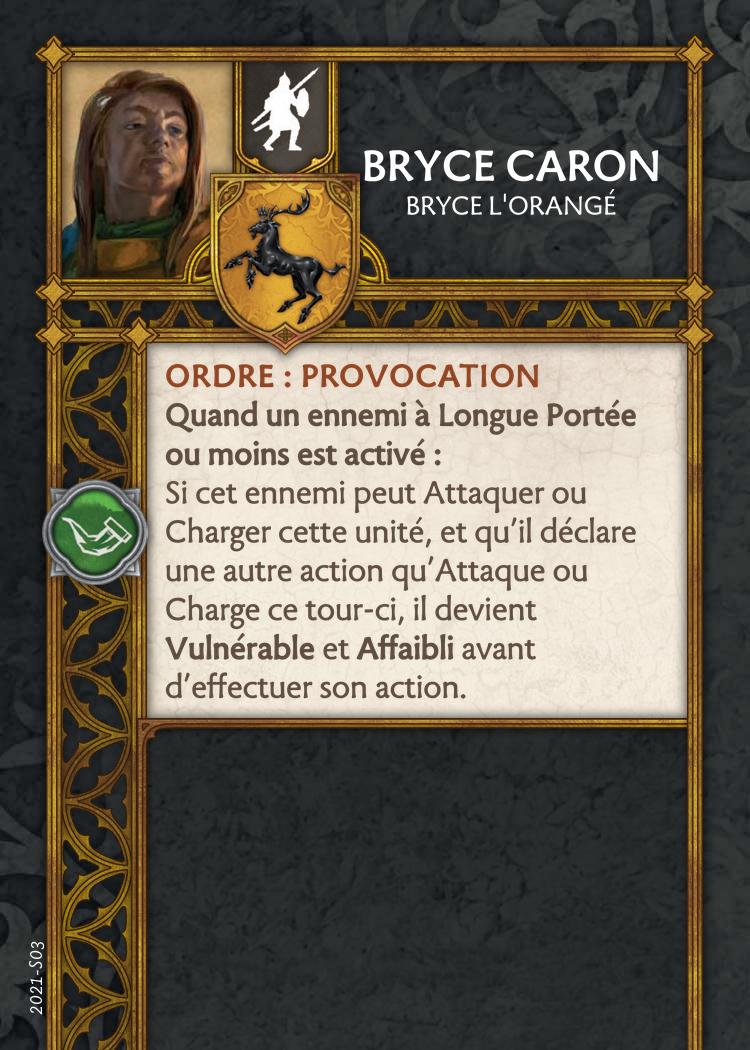 BRYCE CARON
BRYCE L'ORANGÉ
ORDRE : PROVOCATION
Quand un ennemi à Longue Portée
ou moins est activé :
Si cet ennemi peut Attaquer ou
Charger cette unité, et qu'il déclare
une autre action qu'Attaque ou
Charge ce tour-ci, il devient
Vulnérable et Affaibli avant
d'effectuer son action.
2021-S03